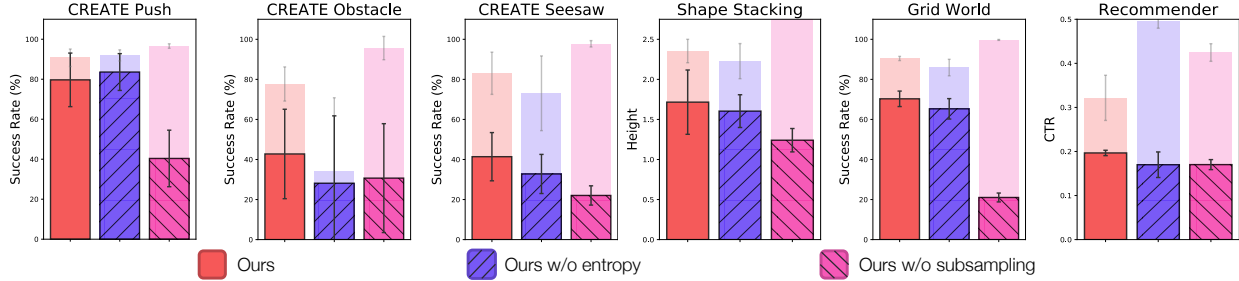 CREATE Push
CREATE Obstacle
CREATE Seesaw
Shape Stacking
Grid World
Recommender
Success Rate (%)
100
80
60
40
20
0
Success Rate (%)
100
80
60
40
20
0
Success Rate (%)
100
80
60
40
20
0
Height
2.5
2.0
1.5
1.0
0.5
0.0
Success Rate (%)
100
80
60
40
20
0
CTR
0.5
0.4
0.3
0.2
0.1
0.0
Ours
Ours w/o entropy
Ours w/o subsampling